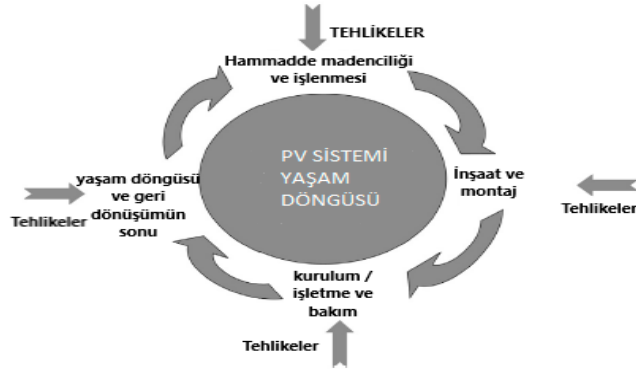 TEHLİKELER
Hammadde madenciliği
ve işlenmesi
PV SİSTEMİ
YAŞAM
DÖNGÜSÜ
İnşaat ve
montaj
Tehlikeler
kurulum /
işletme ve
bakım
Tehlikeler
yaşam döngüsü
ve geri
dönüşümün
sonu
Tehlikeler